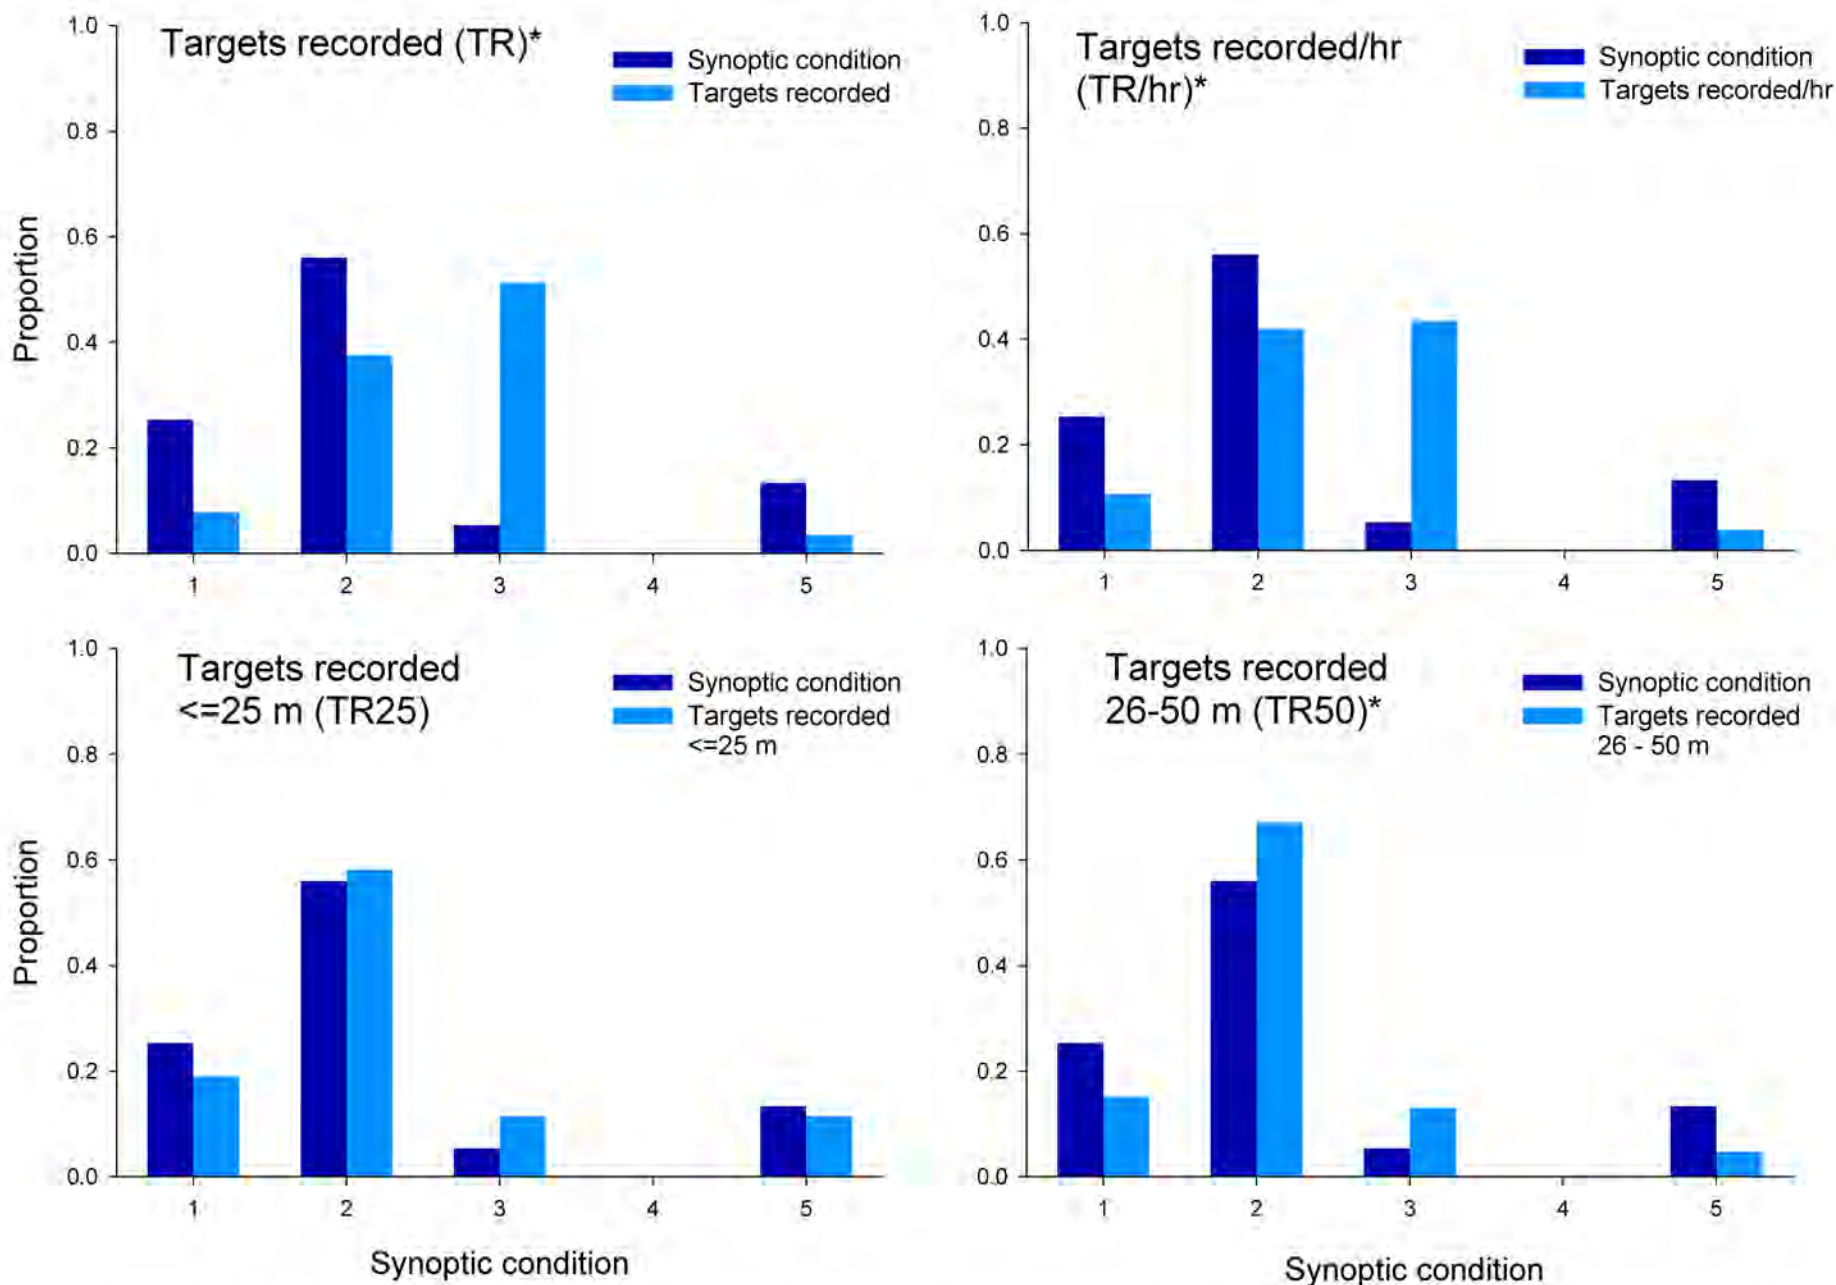 Targets recorded (TR)*
Synoptic condition
Targets recorded
Proportion
1.0
0.8
0.6
0.4
0.2
0.0
1 2 3 4 5
Targets recorded/hr
(TR/hr)*
Synoptic condition
Targets recorded/hr
1.0
0.8
0.6
0.4
0.2
0.0
1 2 3 4 5
Targets recorded
<=25 m (TR25)
Synoptic condition
Targets recorded
<=25 m
Proportion
1.0
0.8
0.6
0.4
0.2
0.0
1 2 3 4 5
Synoptic condition
Targets recorded
26-50 m (TR50)*
Synoptic condition
Targets recorded
26 - 50 m
1.0
0.8
0.6
0.4
0.2
0.0
1 2 3 4 5
Synoptic condition